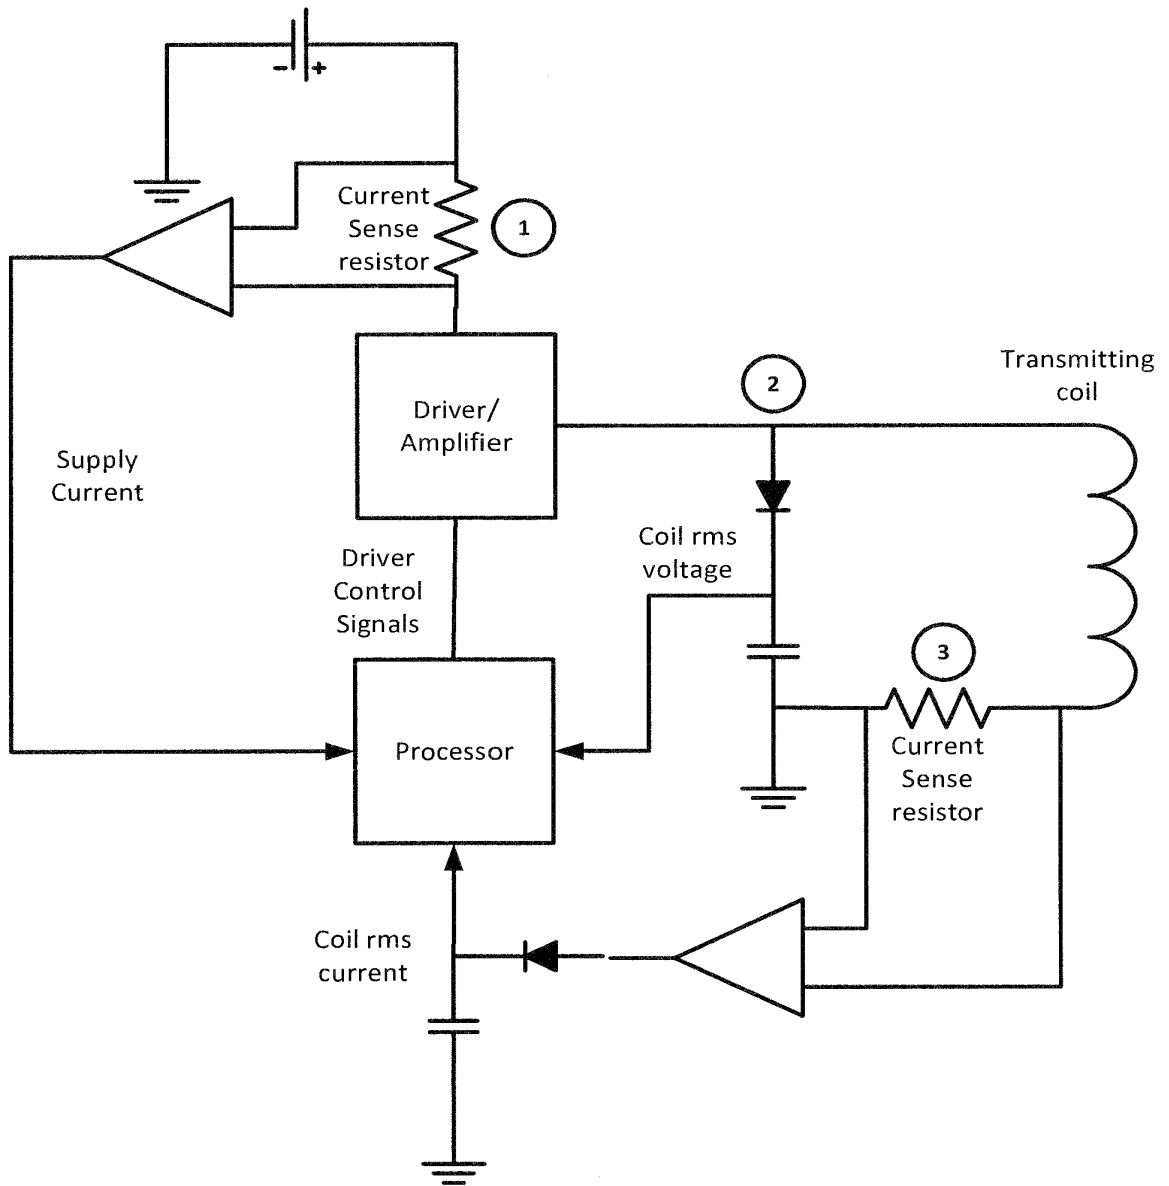 - +
Current
Sense
resistor
1
Driver/
Amplifier
2
Transmitting
coil
Supply
Current
Driver
Control
Signals
Coil rms
voltage
3
Current
Sense
resistor
Processor
Coil rms
current